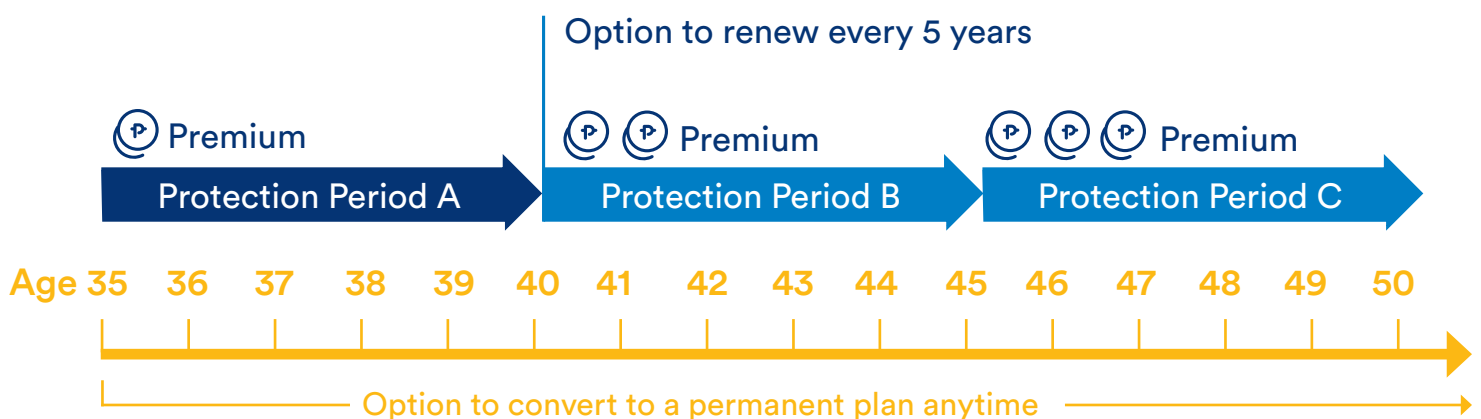 Option to renew every 5 years
Premium
Premium
Premium
Protection Period A
Protection Period B
Protection Period C
Age 35 36 37 38 39 40 41 42 43 44 45 46 47 48 49 50
Option to convert to a permanent plan anytime